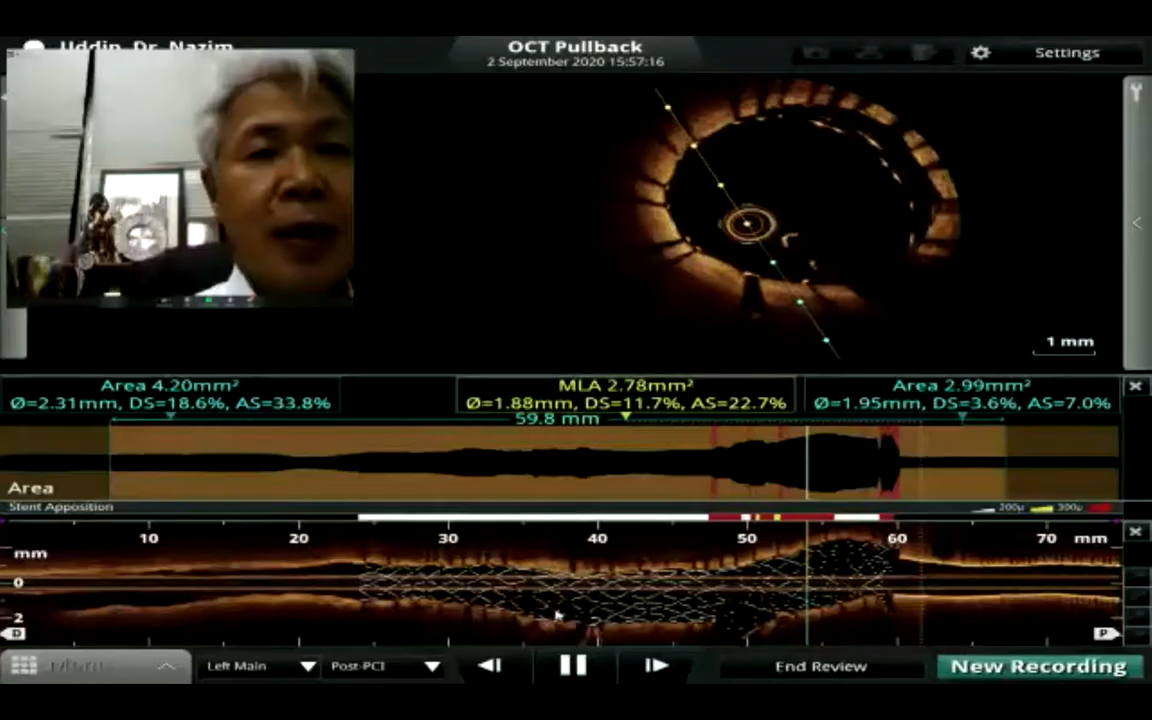 Uddin, Dr. Nazim
OCT Pullback
2 September 2020 15:57:16
Settings
1 mm
Area 4.20mm²
Ø=2.31mm, DS=18.6%, AS=33.8%
MLA 2.78mm²
Ø=1.88mm, DS=11.7%, AS=22.7%
Area 2.99mm²
Ø=1.95mm, DS=3.6%, AS=7.0%
59.8 mm
Area
Stent Apposition
200µ
300µ
10 20 30 40 50 60 70 mm
mm
0
2
D
P
Left Main
Post-PCI
End Review
New Recording